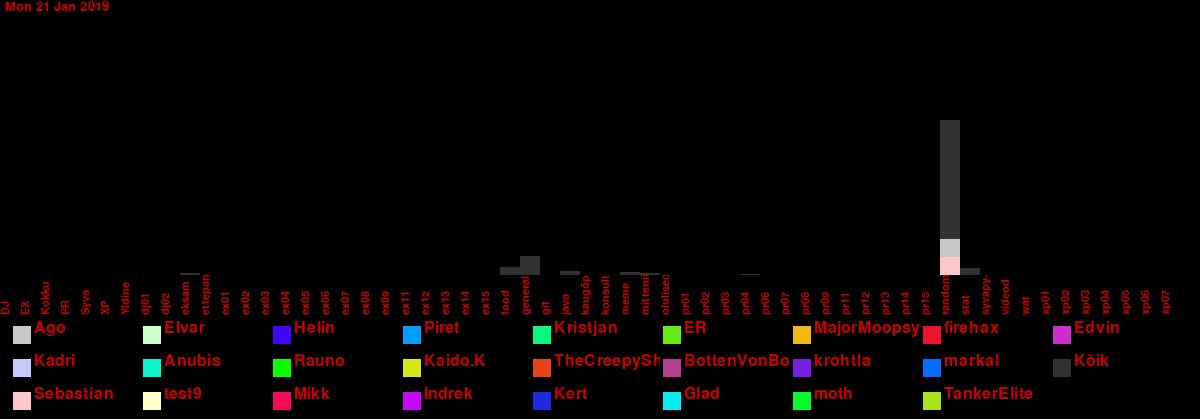 Mon 21 Jan 2019
DJ
EX
Kokku
PR
Syva
XP
Yldine
dj01
dj02
eksam
ettepan
ex01
ex02
ex03
ex04
ex05
ex06
ex07
ex08
ex09
ex11
ex12
ex13
ex14
ex15
food
general
git
java
kaugõp
konsult
meme
mitteniii
olulised
pr01
pr02
pr03
pr04
pr06
pr07
pr08
pr09
pr11
pr12
pr13
pr14
pr15
random
stat
syvapy-
videod
wat
xp01
xp02
xp03
xp04
xp05
xp06
xp07
Ago Elvar Helin Piret Kristjan ER MajorMoopsy firehax Edvin
Kadri Anubis Rauno Kaido.K TheCreepySh BottenVonBo krohtla markal Kõik
Sebastian test9 Mikk Indrek Kert Glad moth TankerElite